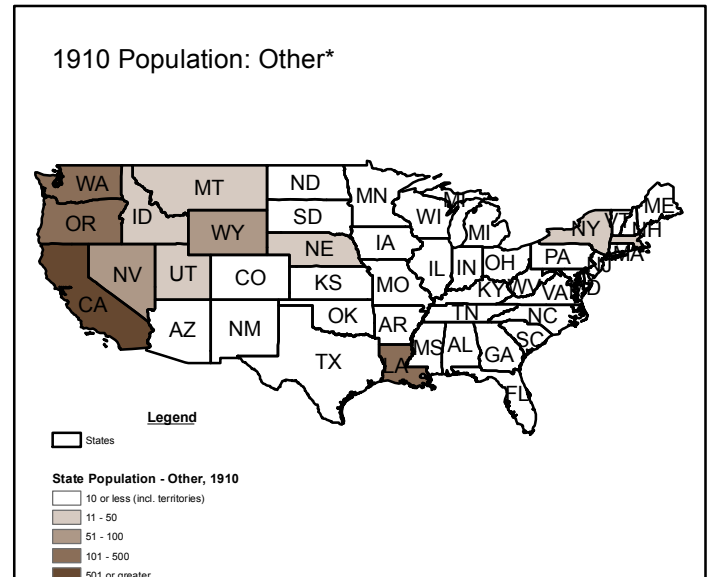 1910 Population: Other*
WA
MT
ND
MN
ME
OR
ID
SD
WI
MI
NY
VT
NH
WY
IA
MA
NE
PA
NV
UT
CO
IL
IN
OH
NJ
KS
MO
KY
WV
VA
CA
OK
TN
NC
AZ
NM
AR
SC
MS
AL
GA
TX
LA
FL
Legend
States
State Population - Other, 1910
10 or less (incl. territories)
11 - 50
51 - 100
101 - 500
501 or greater